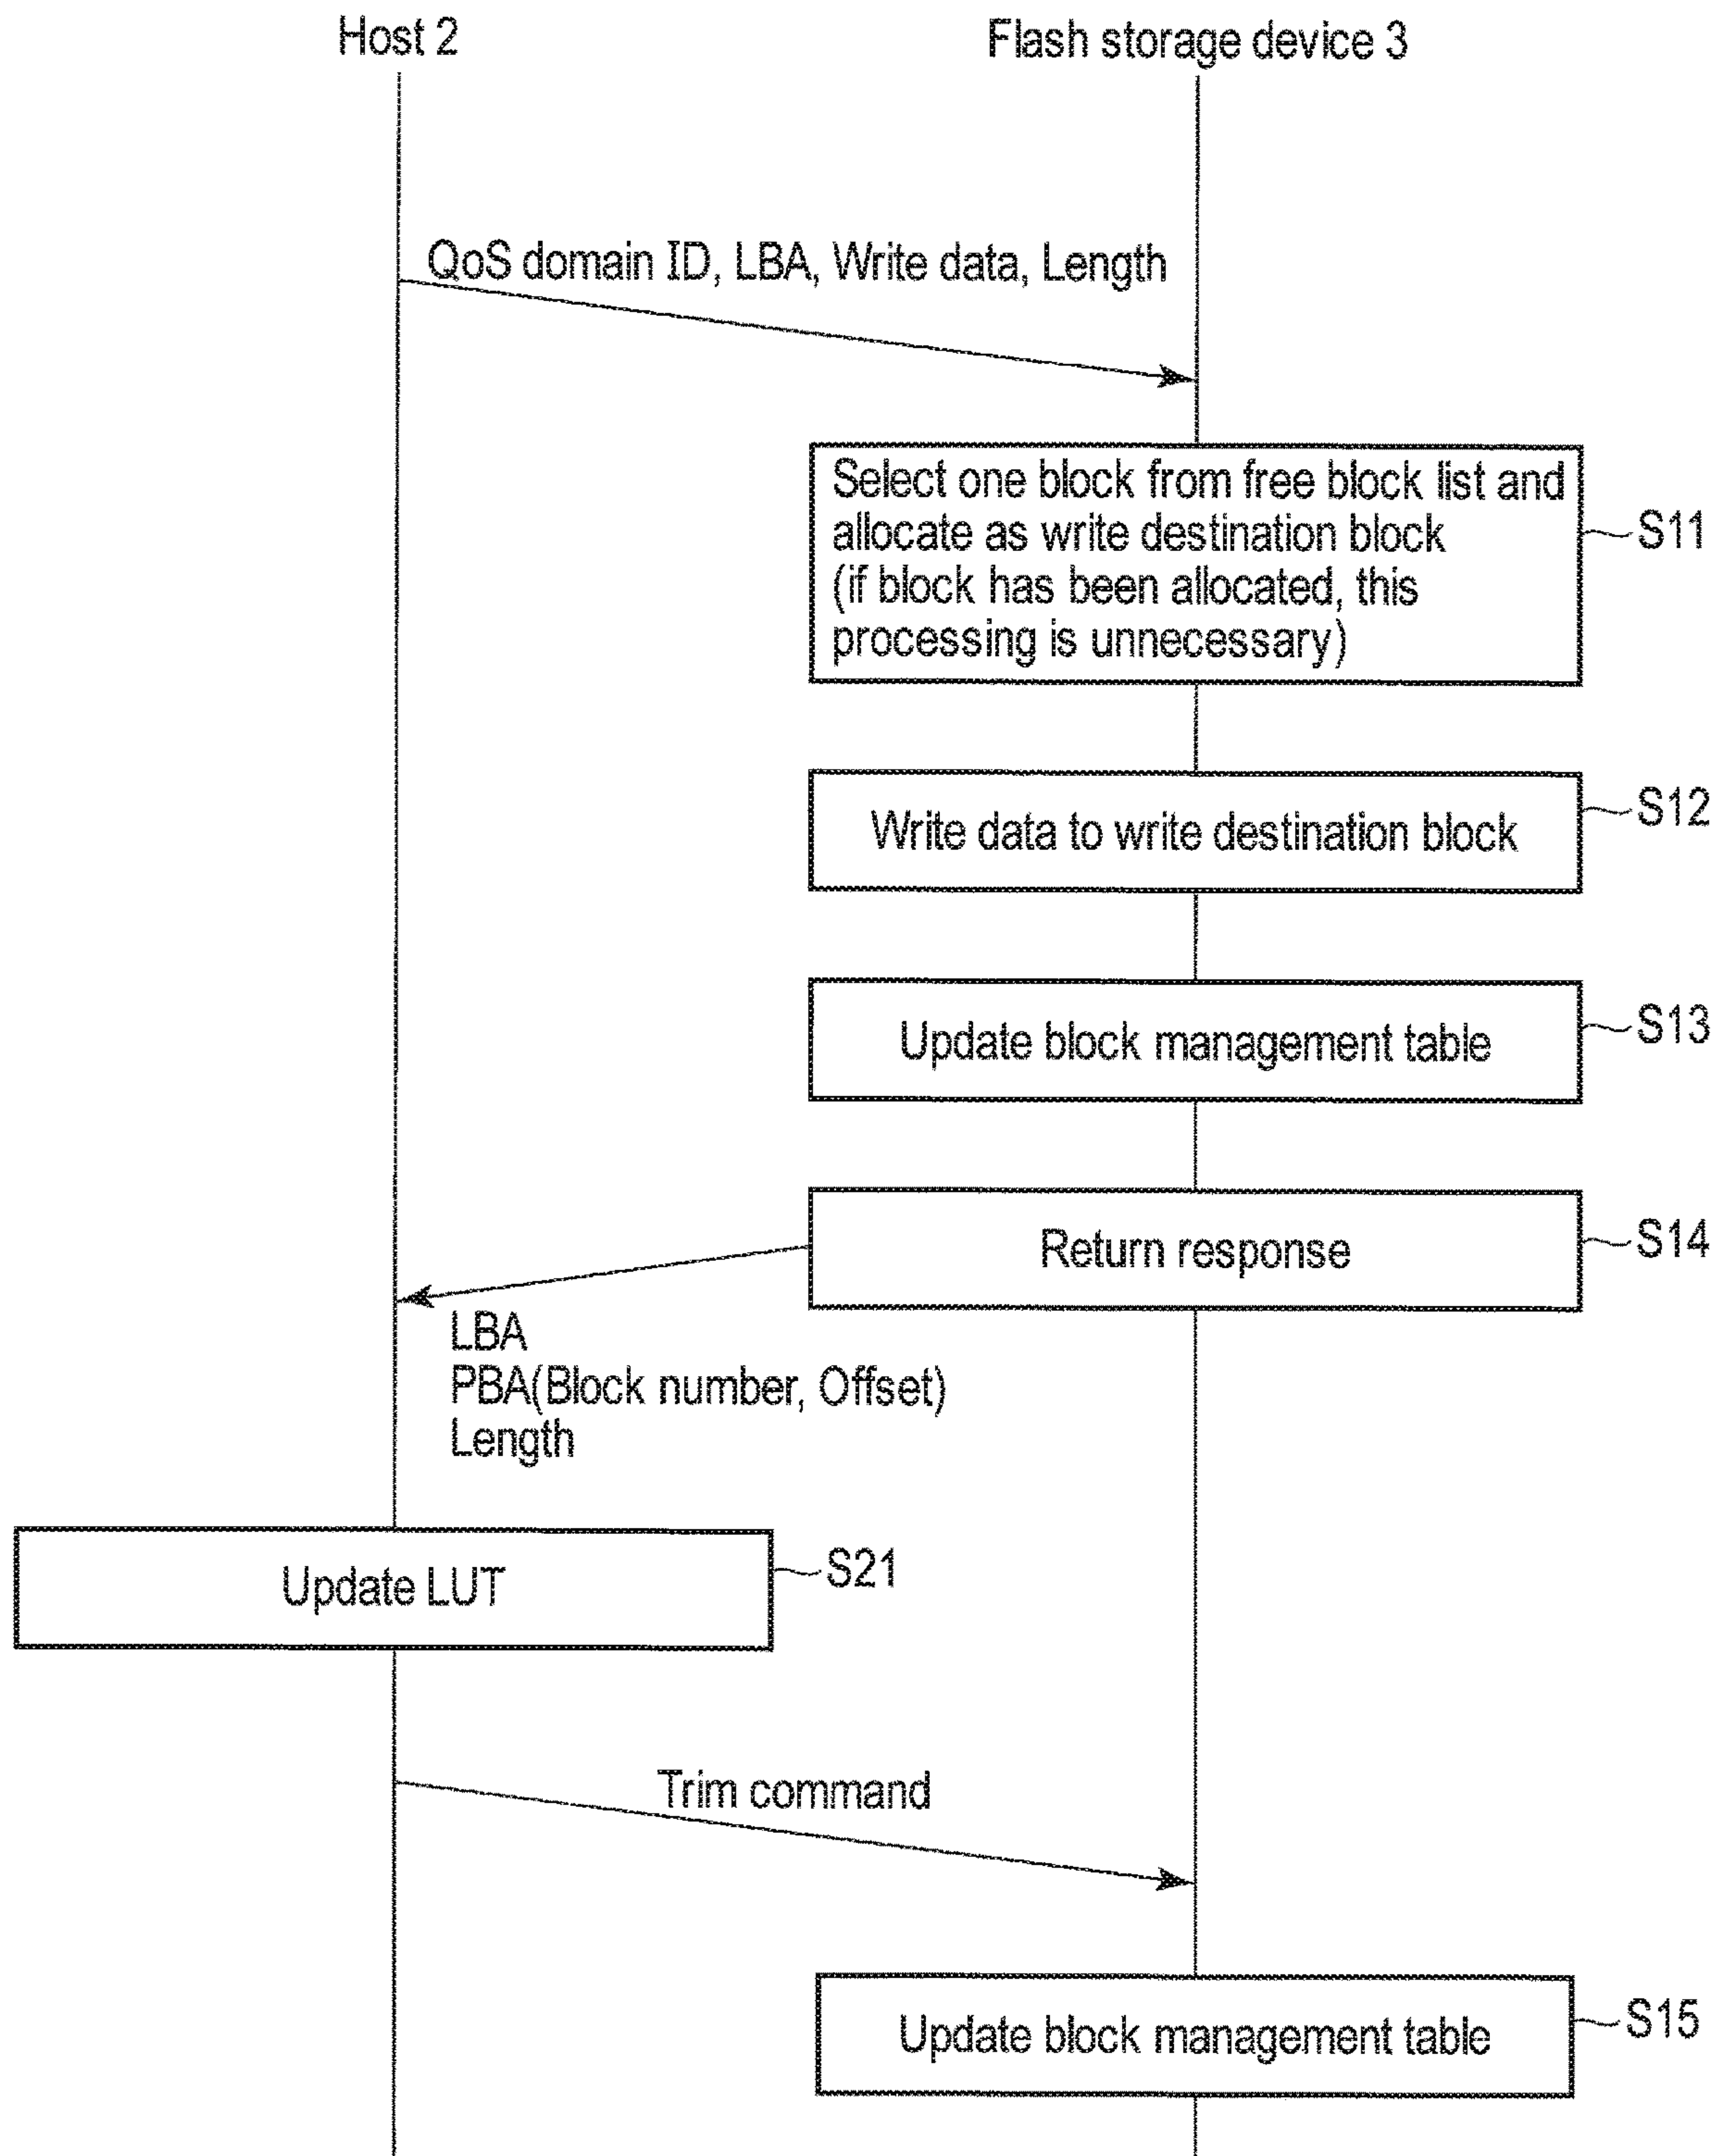 Host 2
Flash storage device 3
QoS domain ID, LBA, Write data, Length
Select one block from free block list and
allocate as write destination block
(if block has been allocated, this
processing is unnecessary)
S11
Write data to write destination block
S12
Update block management table
S13
Return response
S14
LBA
PBA(Block number, Offset)
Length
Update LUT
S21
Trim command
Update block management table
S15